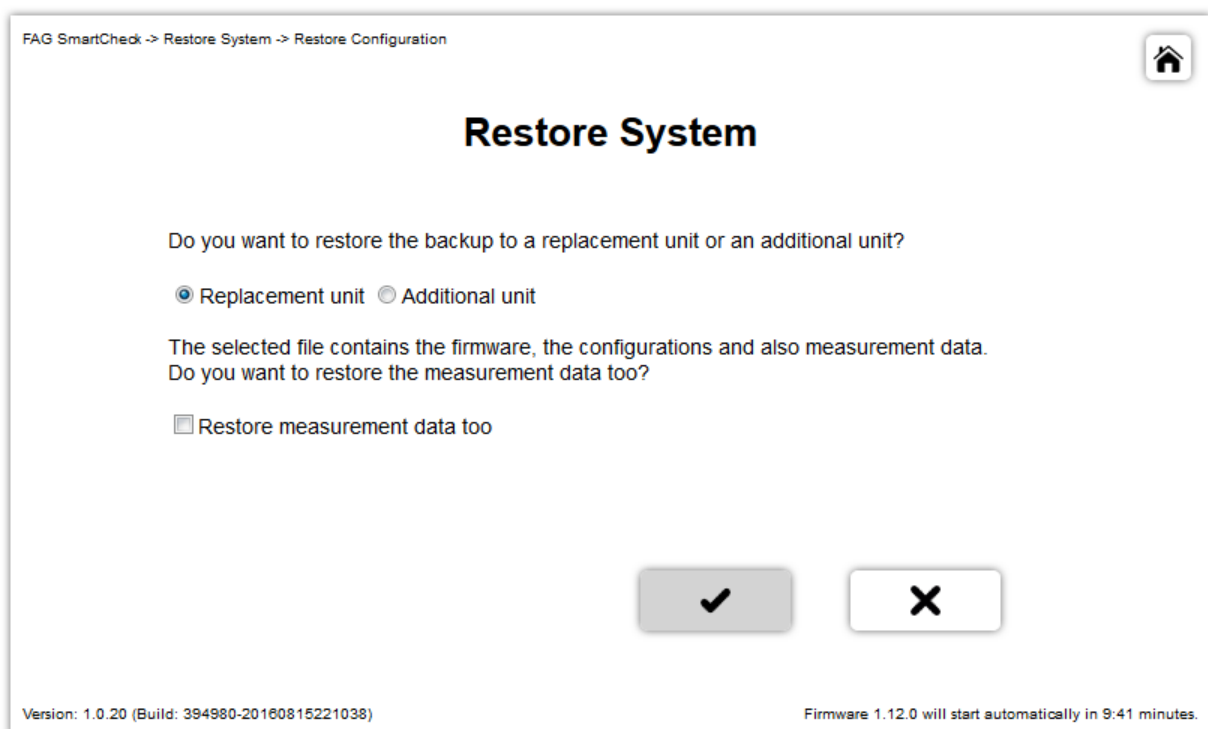 FAG SmartCheck -> Restore System -> Restore Configuration
Restore System
Do you want to restore the backup to a replacement unit or an additional unit?
Replacement unit Additional unit
The selected file contains the firmware, the configurations and also measurement data.
Do you want to restore the measurement data too?
Restore measurement data too
Version: 1.0.20 (Build: 394980-20160815221038) Firmware 1.12.0 will start automatically in 9:41 minutes.